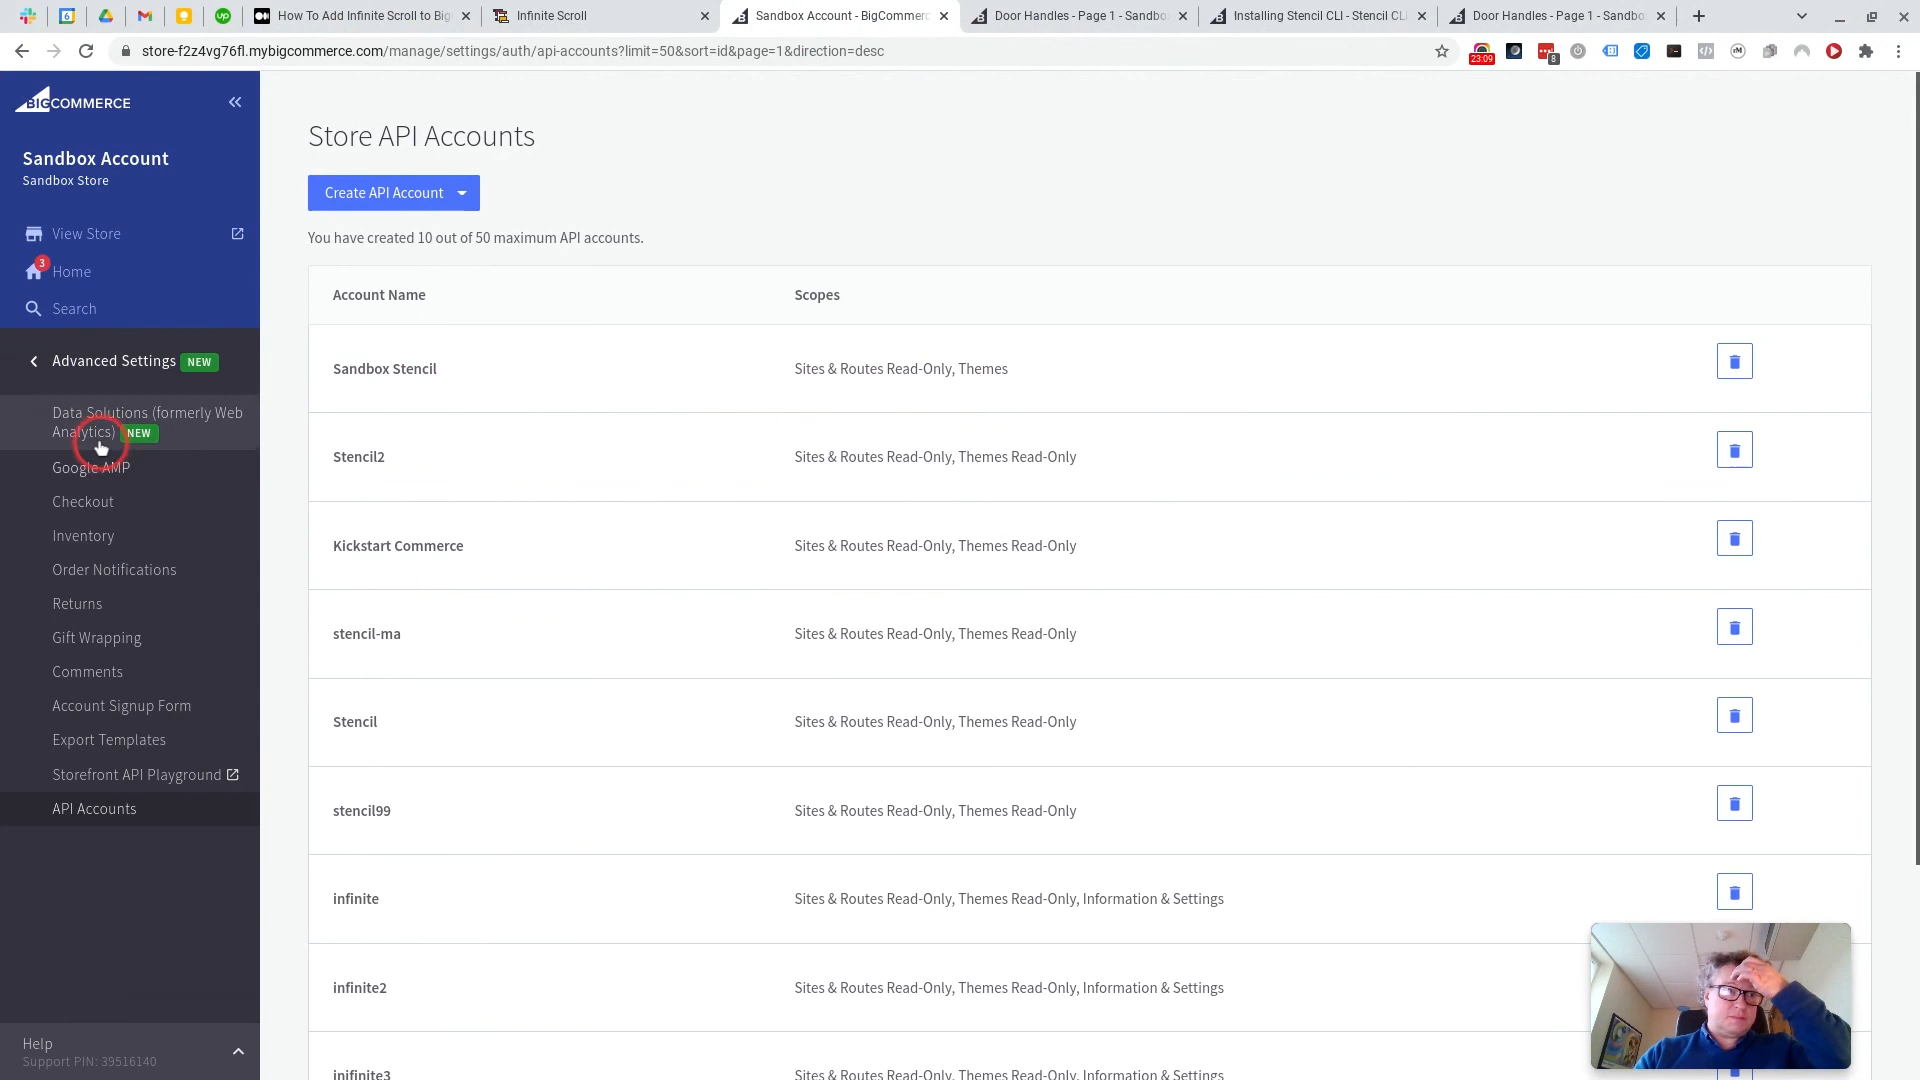 How To Add Infinite Scroll to Big
Infinite Scroll
Sandbox Account - BigCommerc
Door Handles - Page 1 - Sandbo
Installing Stencil CLI - Stencil CLI
Door Handles - Page 1 - Sandbo
store-f2z4vg76fl.mybigcommerce.com/manage/settings/auth/api-accounts?limit=50&sort=id&page=1&direction=desc
23:09
8
BIGCOMMERCE
Sandbox Account
Sandbox Store
View Store
3
Home
Search
Advanced Settings NEW
Data Solutions (formerly Web
Analytics) NEW
Google AMP
Checkout
Inventory
Order Notifications
Returns
Gift Wrapping
Comments
Account Signup Form
Export Templates
Storefront API Playground
API Accounts
Help
Support PIN: 39516140
Store API Accounts
Create API Account
You have created 10 out of 50 maximum API accounts.
Account Name Scopes
Sandbox Stencil Sites & Routes Read-Only, Themes
Stencil2 Sites & Routes Read-Only, Themes Read-Only
Kickstart Commerce Sites & Routes Read-Only, Themes Read-Only
stencil-ma Sites & Routes Read-Only, Themes Read-Only
Stencil Sites & Routes Read-Only, Themes Read-Only
stencil99 Sites & Routes Read-Only, Themes Read-Only
infinite Sites & Routes Read-Only, Themes Read-Only, Information & Settings
infinite2 Sites & Routes Read-Only, Themes Read-Only, Information & Settings
inifinite3 Sites & Routes Read-Only, Themes Read-Only, Information & Settings